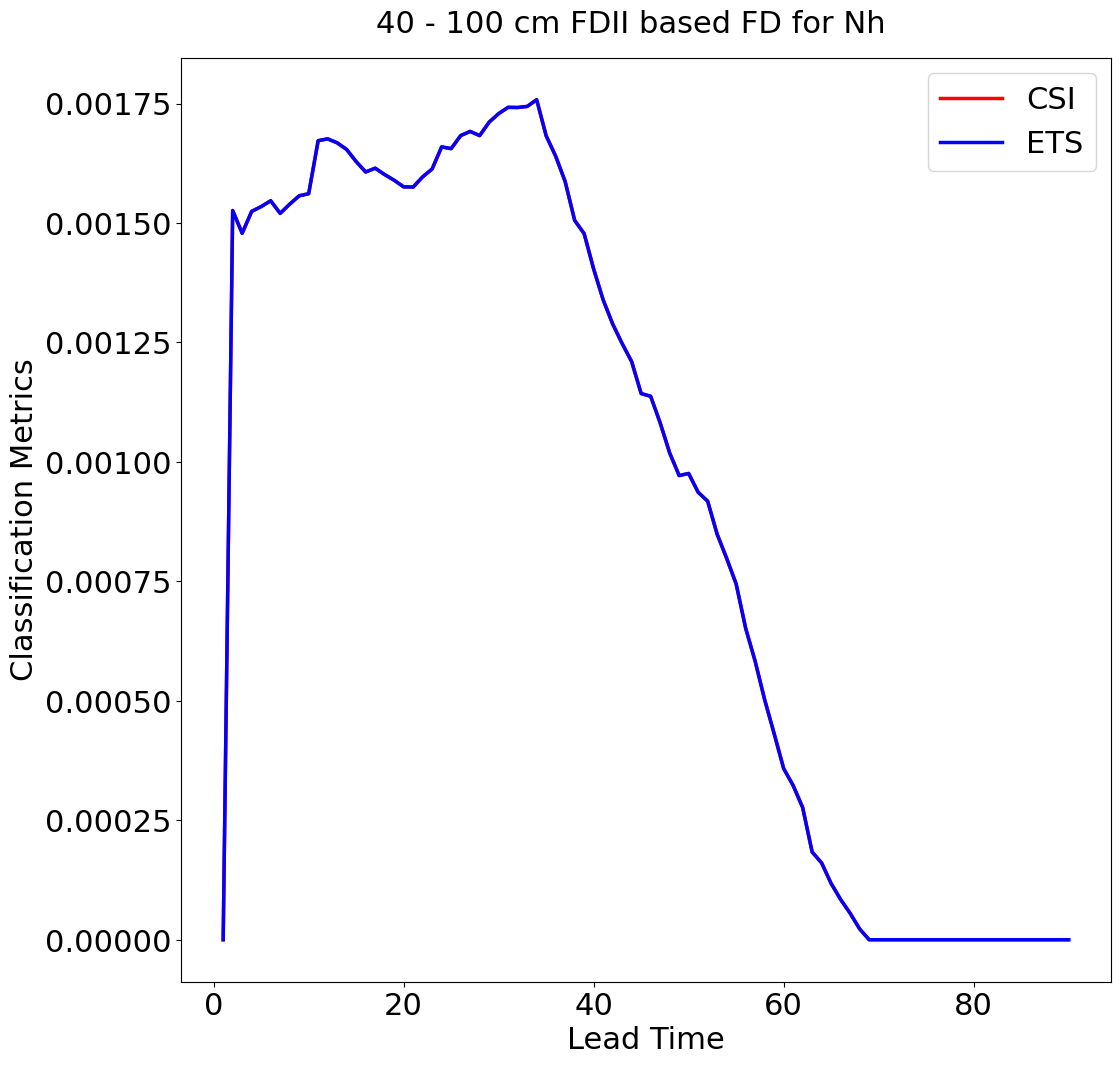 40 - 100 cm FDII based FD for Nh
CSI
ETS
Classification Metrics
0.00175
0.00150
0.00125
0.00100
0.00075
0.00050
0.00025
0.00000
0 20 40 60 80
Lead Time